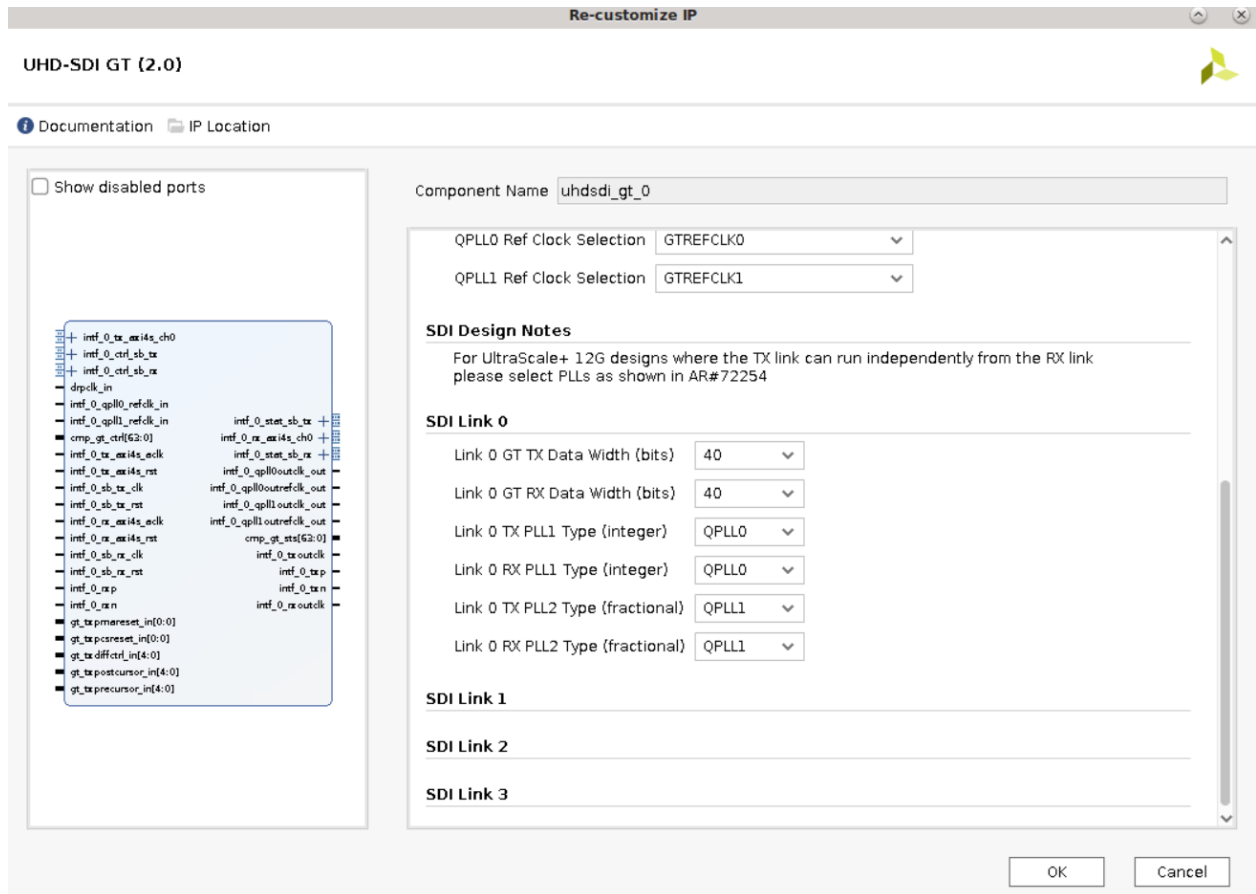 Re-customize IP
UHD-SDI GT (2.0)
Documentation IP Location
Show disabled ports
intf_0_tx_axi4s_ch0
intf_0_ctrl_sb_tx
intf_0_ctrl_sb_rx
drpclk_in
intf_0_qpll0_refclk_in
intf_0_qpll1_refclk_in
cmp_gt_ctrl[63:0]
intf_0_tx_axi4s_aclk
intf_0_tx_axi4s_rst
intf_0_sb_tx_clk
intf_0_sb_tx_rst
intf_0_rx_axi4s_aclk
intf_0_rx_axi4s_rst
intf_0_sb_rx_clk
intf_0_sb_rx_rst
intf_0_rxp
intf_0_rxn
gt_txpmareset_in[0:0]
gt_txpcsreset_in[0:0]
gt_txdiffctrl_in[4:0]
gt_txpostcursor_in[4:0]
gt_txprecursor_in[4:0]
intf_0_stat_sb_tx
intf_0_rx_axi4s_ch0
intf_0_stat_sb_rx
intf_0_qpll0outclk_out
intf_0_qpll0outrefclk_out
intf_0_qpll1outclk_out
intf_0_qpll1outrefclk_out
cmp_gt_sts[63:0]
intf_0_txoutclk
intf_0_txp
intf_0_txn
intf_0_rxoutclk
Component Name uhdsdi_gt_0
QPLL0 Ref Clock Selection GTREFCLK0
QPLL1 Ref Clock Selection GTREFCLK1
SDI Design Notes
For UltraScale+ 12G designs where the TX link can run independently from the RX link
please select PLLs as shown in AR#72254
SDI Link 0
Link 0 GT TX Data Width (bits) 40
Link 0 GT RX Data Width (bits) 40
Link 0 TX PLL1 Type (integer) QPLL0
Link 0 RX PLL1 Type (integer) QPLL0
Link 0 TX PLL2 Type (fractional) QPLL1
Link 0 RX PLL2 Type (fractional) QPLL1
SDI Link 1
SDI Link 2
SDI Link 3
OK Cancel